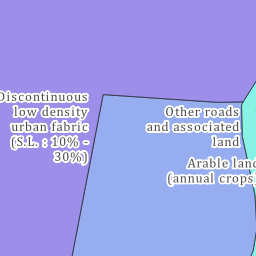 Discontinuous
low density
urban fabric
(S.L. : 10% -
30%)
Other roads
and associated
land
Arable land
(annual crops)